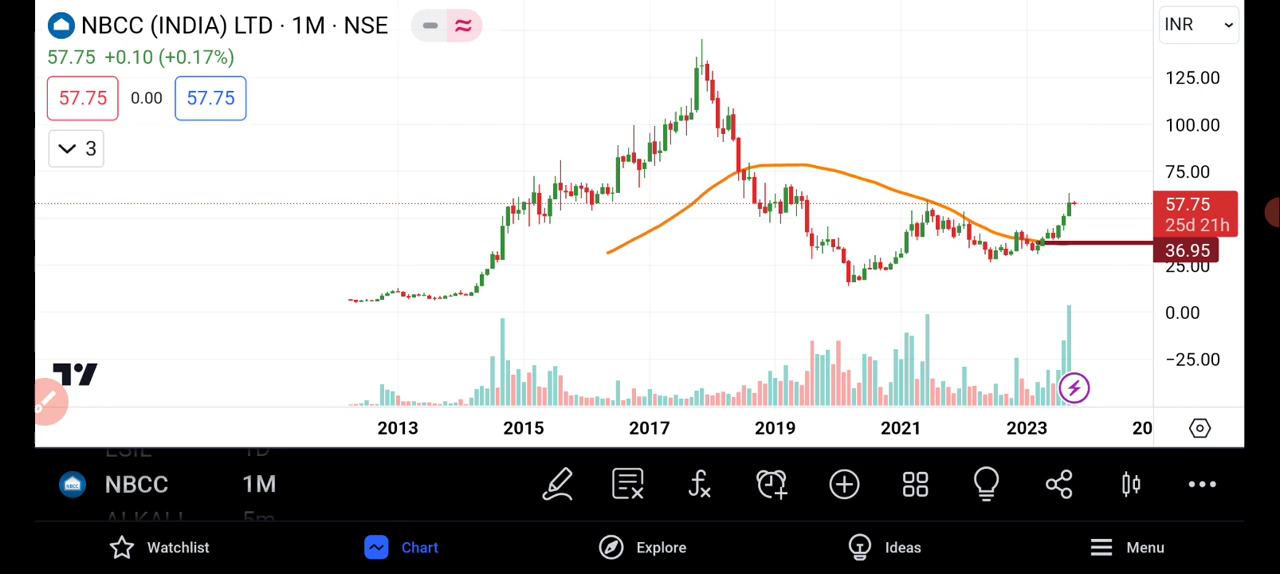 NBCC (INDIA) LTD · 1M · NSE
INR
57.75 +0.10 (+0.17%)
57.75 0.00 57.75
3
125.00
100.00
75.00
57.75
25d 21h
36.95
25.00
0.00
−25.00
2013 2015 2017 2019 2021 2023 20
NBCC 1M
Watchlist Chart Explore Ideas Menu